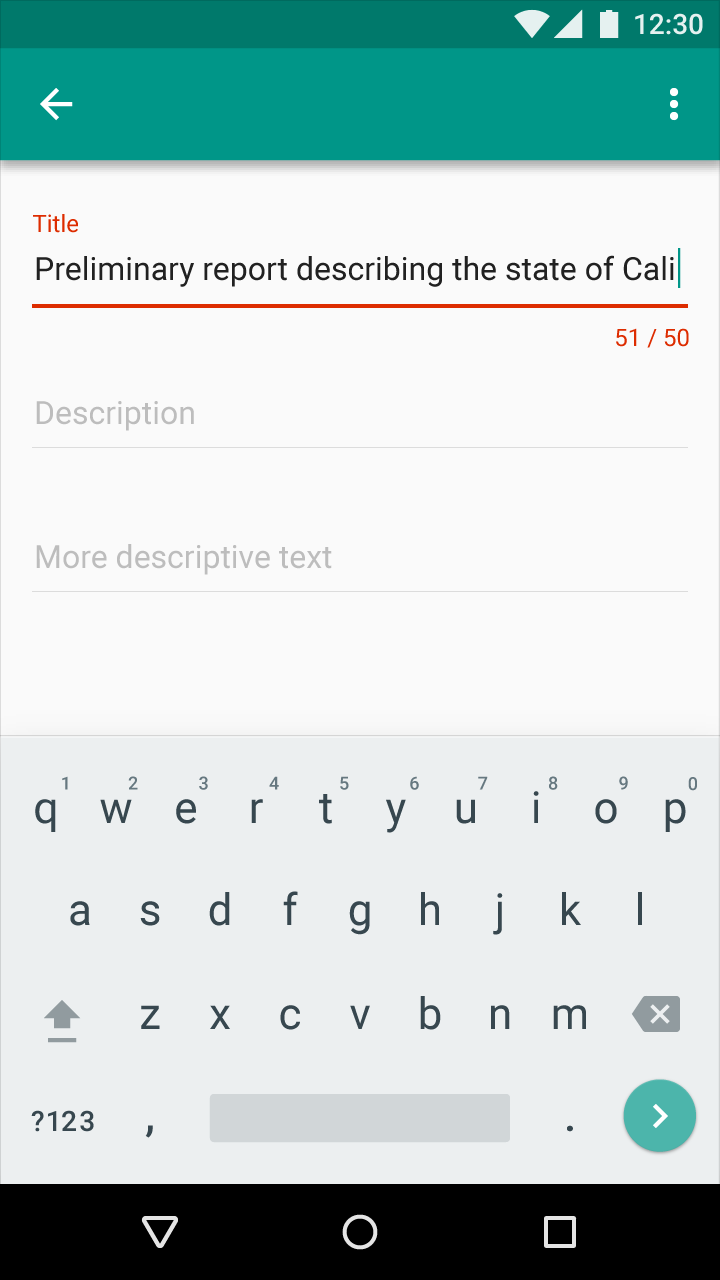 12:30
Title
Preliminary report describing the state of Cali
51 / 50
Description
More descriptive text
1 2 3 4 5 6 7 8 9 0
q w e r t y u i o p
a s d f g h j k l
z x c v b n m
?123 , .